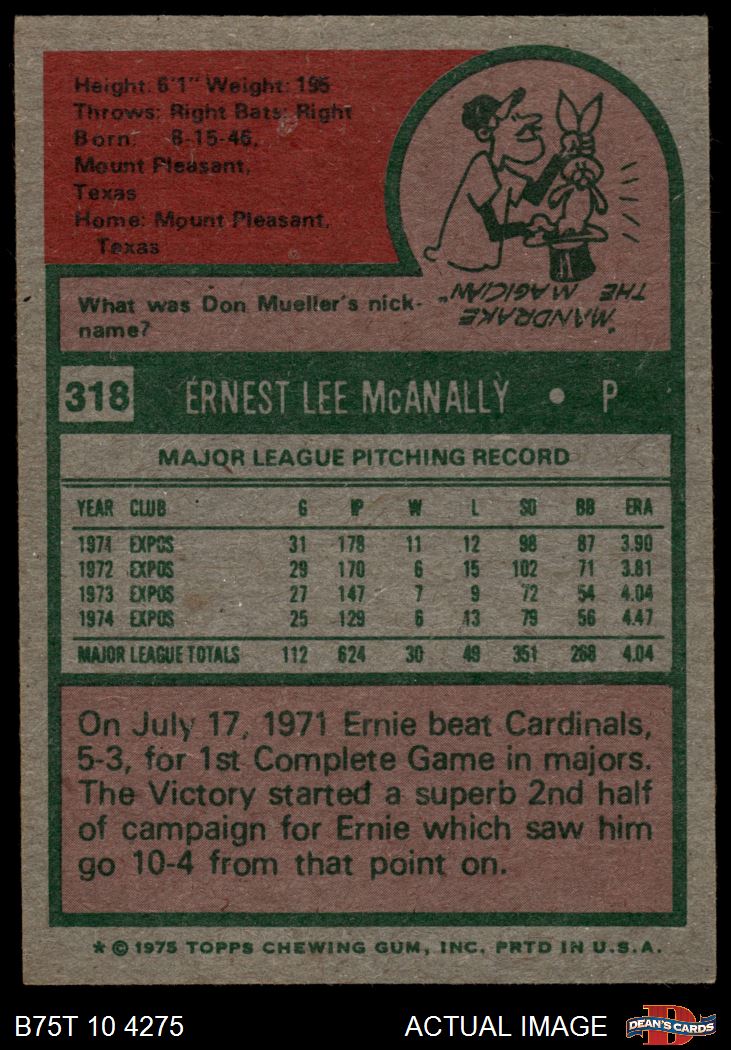 Height: 6'1" Weight: 195
Throws: Right Bats: Right
Born: 8-15-46,
Mount Pleasant,
Texas
Home: Mount Pleasant,
Texas
"MANDRAKE
THE MAGICIAN"
What was Don Mueller's nick-
name?
318 ERNEST LEE McANALLY • P
MAJOR LEAGUE PITCHING RECORD
YEAR CLUB G IP W L SO BB ERA
1971 EXPOS 31 178 11 12 98 87 3.90
1972 EXPOS 29 170 6 15 102 71 3.81
1973 EXPOS 27 147 7 9 72 54 4.04
1974 EXPOS 25 129 6 13 79 56 4.47
MAJOR LEAGUE TOTALS 112 624 30 49 351 268 4.04
On July 17, 1971 Ernie beat Cardinals,
5-3, for 1st Complete Game in majors.
The Victory started a superb 2nd half
of campaign for Ernie which saw him
go 10-4 from that point on.
* © 1975 TOPPS CHEWING GUM, INC. PRTD IN U.S.A.
B75T 10 4275 ACTUAL IMAGE D DEAN'S CARDS